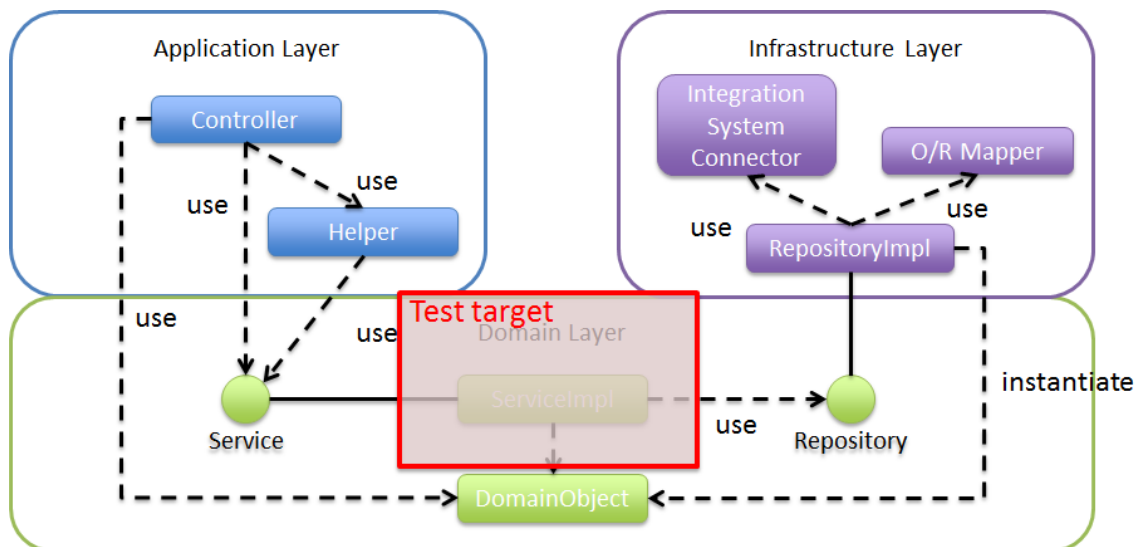 Application Layer
Infrastructure Layer
Integration
System
Connector
Controller
O/R Mapper
use
use
Helper
use
use
RepositoryImpl
Test target
use
use
Domain Layer
instantiate
ServiceImpl
use
Service
Repository
DomainObject